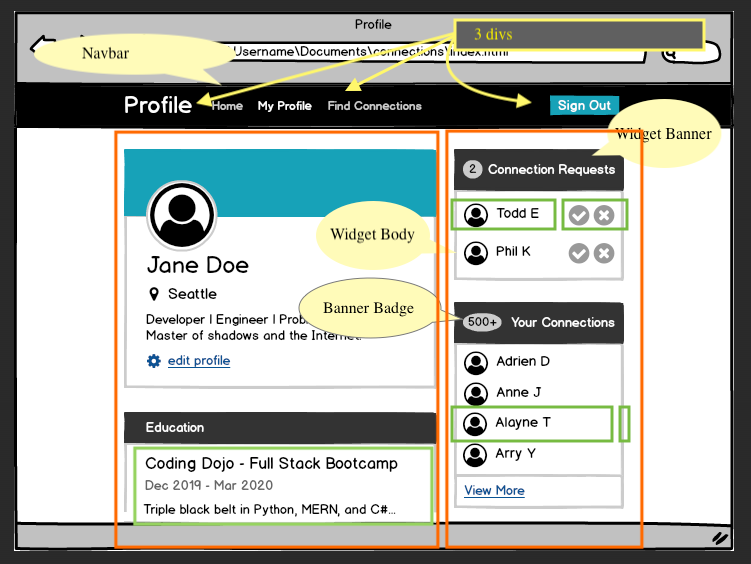 Profile
3 divs
Navbar
Username\Documents\connections\index.html
Profile
Home
My Profile
Find Connections
Sign Out
Widget Banner
2
Connection Requests
Todd E
Phil K
Widget Body
Jane Doe
Seattle
Developer | Engineer |
Master of shadows and the Internet.
edit profile
Banner Badge
500+
Your Connections
Adrien D
Anne J
Alayne T
Arry Y
View More
Education
Coding Dojo - Full Stack Bootcamp
Dec 2019 - Mar 2020
Triple black belt in Python, MERN, and C#...